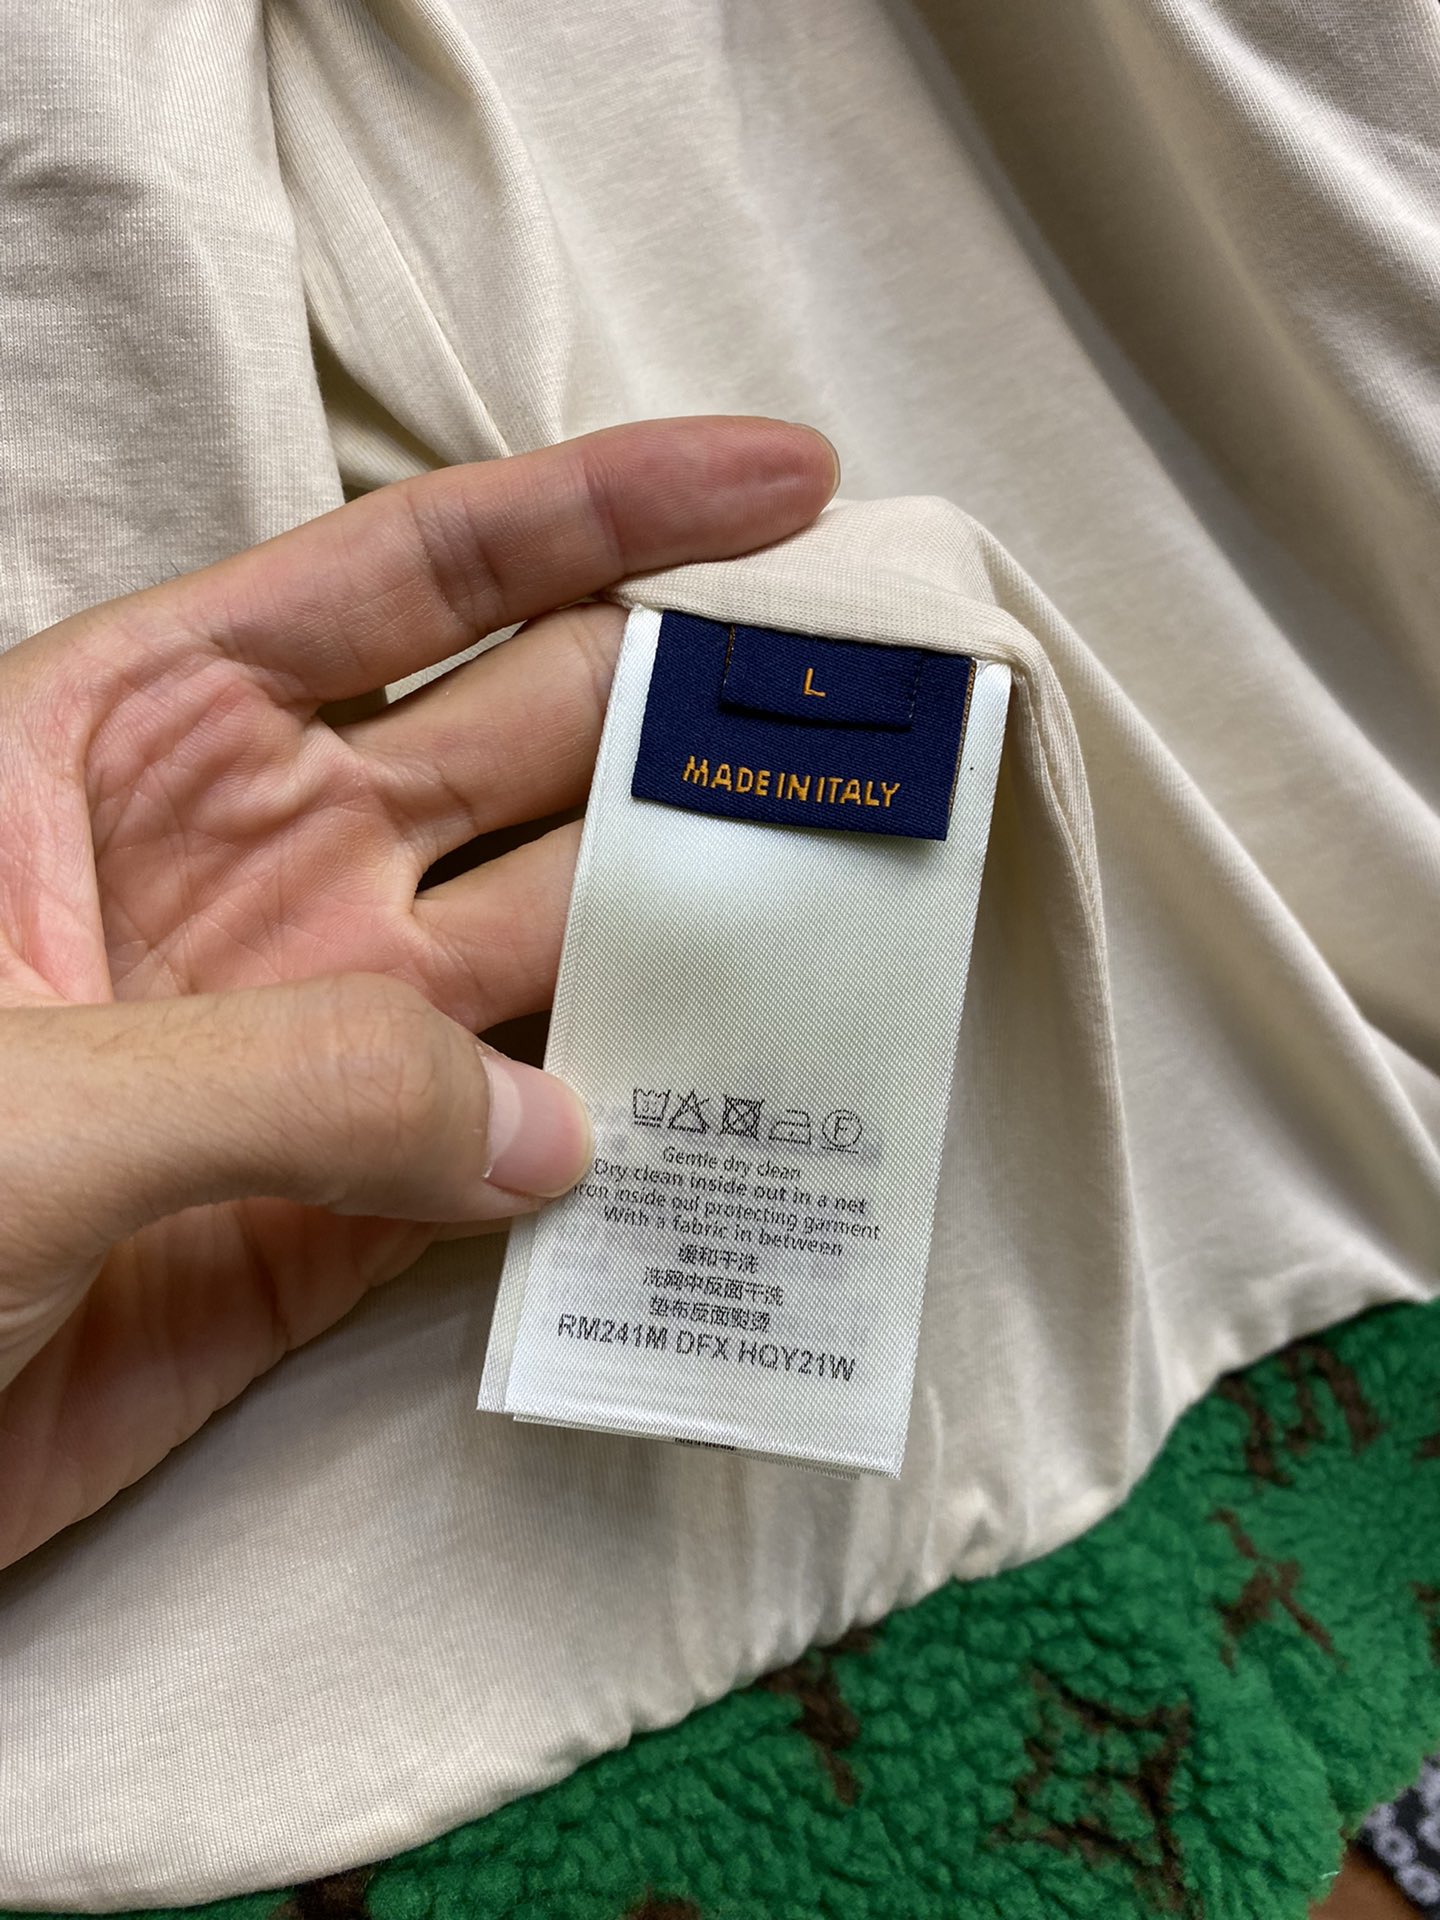 L
MADE IN ITALY
F
Gentle dry clean
Dry clean inside out in a net
Iron inside oul protecting garment
With a fabric in between
缓和干洗
洗网中反面干洗
垫布反面熨烫
RM241M DFX HQY21W